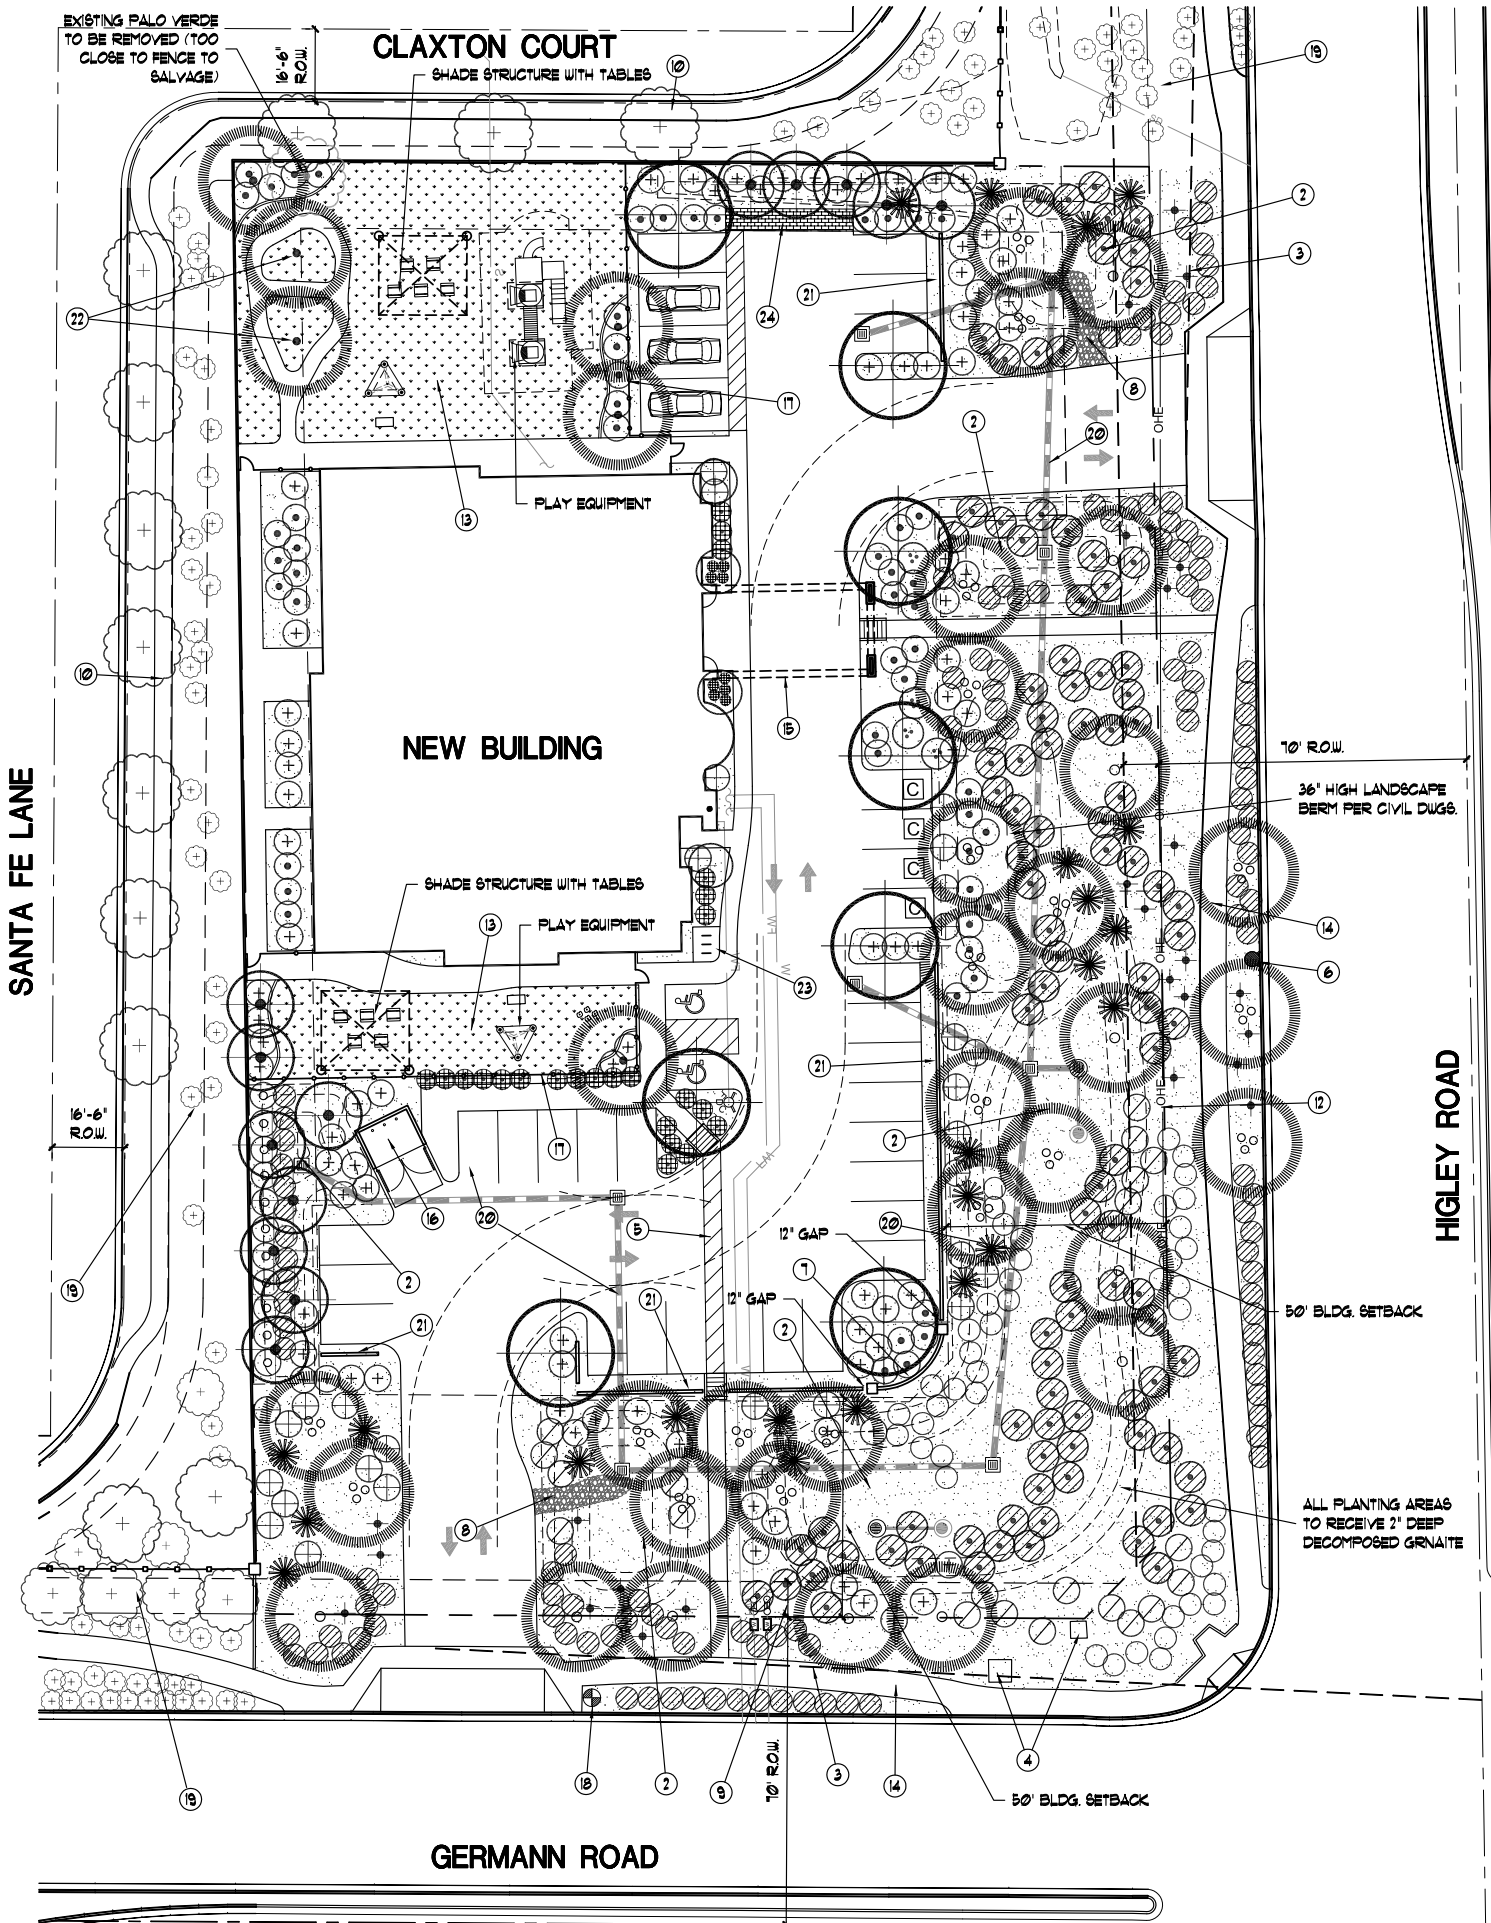 EXISTING PALO VERDE
TO BE REMOVED (TOO
CLOSE TO FENCE TO
SALVAGE)
16'-6"
R.O.W.
CLAXTON COURT
SHADE STRUCTURE WITH TABLES
10
19
2
3
21
24
22
8
17
2
20
OHE
13
PLAY EQUIPMENT
10
15
NEW BUILDING
70' R.O.W.
36" HIGH LANDSCAPE
BERM PER CIVIL DWGS.
C
C
C
C
SANTA FE LANE
SHADE STRUCTURE WITH TABLES
13
PLAY EQUIPMENT
14
OHE
6
23
21
OHE
12
16'-6"
R.O.W.
2
17
HIGLEY ROAD
16
20
5
20
12" GAP
19
2
7
12" GAP
21
2
50' BLDG. SETBACK
21
ALL PLANTING AREAS
TO RECEIVE 2" DEEP
DECOMPOSED GRNAITE
8
4
19
18
2
9
70' R.O.W.
3
14
50' BLDG. SETBACK
GERMANN ROAD